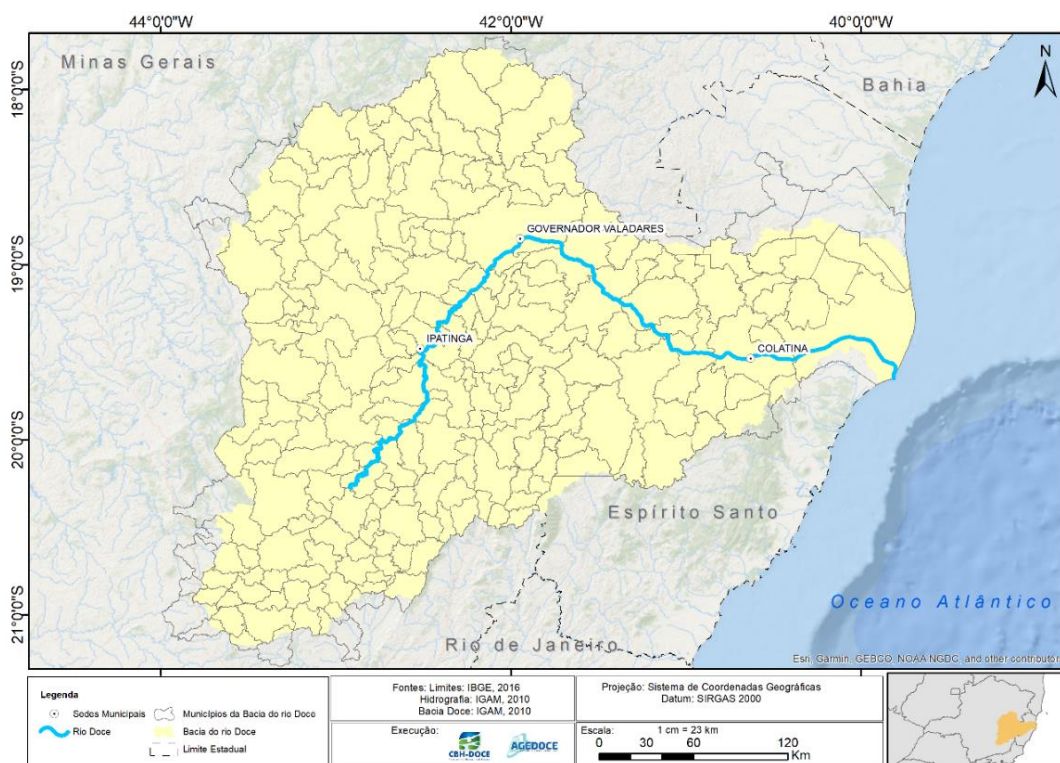 44°0'0"W
42°0'0"W
40°0'0"W
18°0'0"S
19°0'0"S
20°0'0"S
21°0'0"S
N
Minas Gerais
Bahia
GOVERNADOR VALADARES
IPATINGA
COLATINA
Espírito Santo
Oceano Atlântico
Rio de Janeiro
Esri, Garmin, GEBCO, NOAA NGDC, and other contributor
Legenda
Sedes Municipais
Municípios da Bacia do rio Doce
Rio Doce
Bacia do rio Doce
Limite Estadual
Fontes: Limites: IBGE, 2016
Hidrografia: IGAM, 2010
Bacia Doce: IGAM, 2010
Execução:
CBH-DOCE
AGEDOCE
Projeção: Sistema de Coordenadas Geográficas
Datum: SIRGAS 2000
Escala:
1 cm = 23 km
0 30 60 120
Km